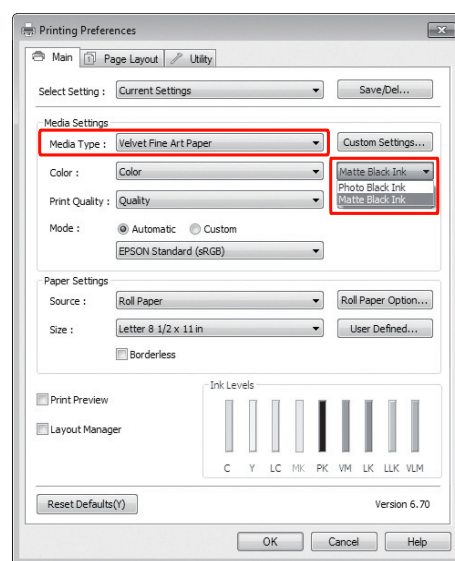 Printing Preferences
Main Page Layout Utility
Select Setting : Current Settings Save/Del...
Media Settings
Media Type : Velvet Fine Art Paper Custom Settings...
Color : Color Matte Black Ink
Photo Black Ink
Print Quality : Quality Matte Black Ink
Mode : Automatic Custom
EPSON Standard (sRGB)
Paper Settings
Source : Roll Paper Roll Paper Option...
Size : Letter 8 1/2 x 11 in User Defined...
Borderless
Ink Levels
Print Preview
Layout Manager
C Y LC MK PK VM LK LLK VLM
Reset Defaults(Y) Version 6.70
OK Cancel Help